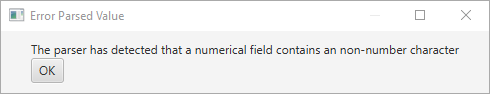 Error Parsed Value
The parser has detected that a numerical field contains an non-number character
OK